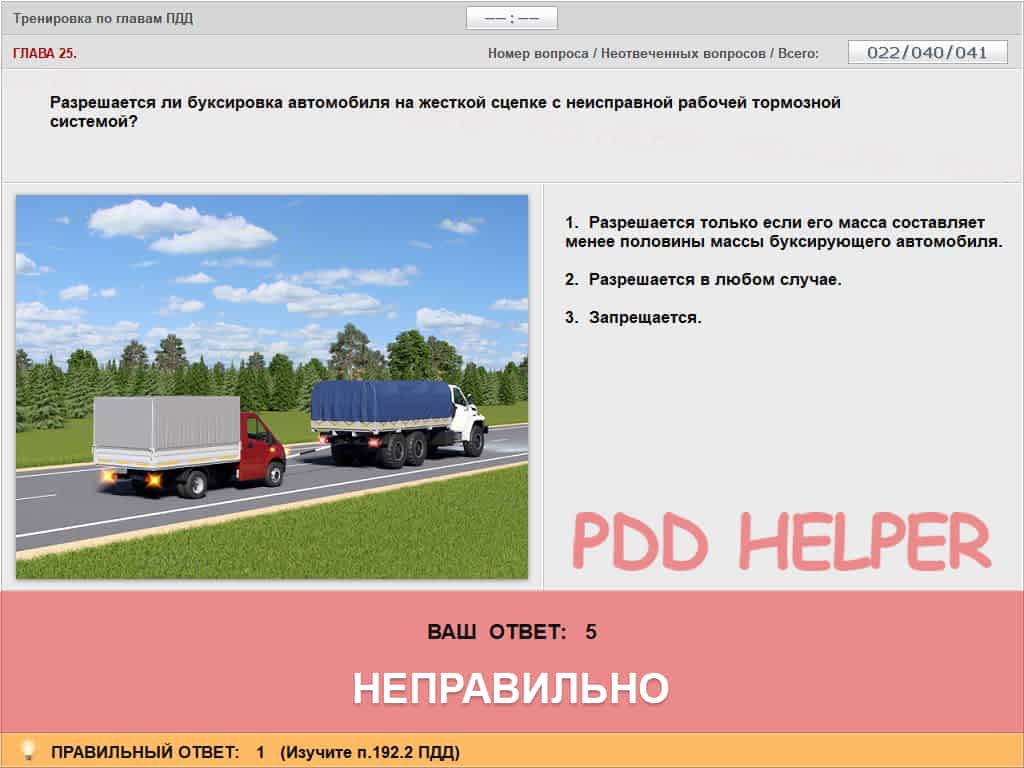 Тренировка по главам ПДД
–– : ––
ГЛАВА 25.
Номер вопроса / Неотвеченных вопросов / Всего:
022/040/041
Разрешается ли буксировка автомобиля на жесткой сцепке с неисправной рабочей тормозной
системой?
1. Разрешается только если его масса составляет
менее половины массы буксирующего автомобиля.
2. Разрешается в любом случае.
3. Запрещается.
PDD HELPER
ВАШ ОТВЕТ: 5
НЕПРАВИЛЬНО
ПРАВИЛЬНЫЙ ОТВЕТ: 1 (Изучите п.192.2 ПДД)